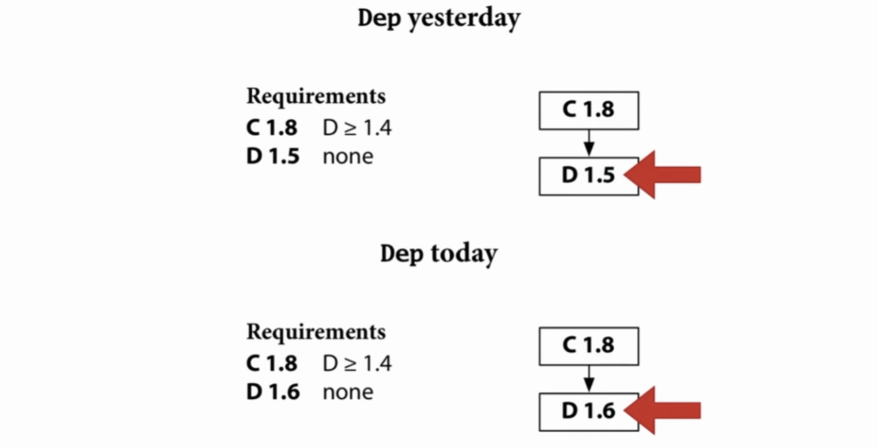 Dep yesterday
Requirements
C 1.8 D ≥ 1.4
D 1.5 none
C 1.8
D 1.5
Dep today
Requirements
C 1.8 D ≥ 1.4
D 1.6 none
C 1.8
D 1.6